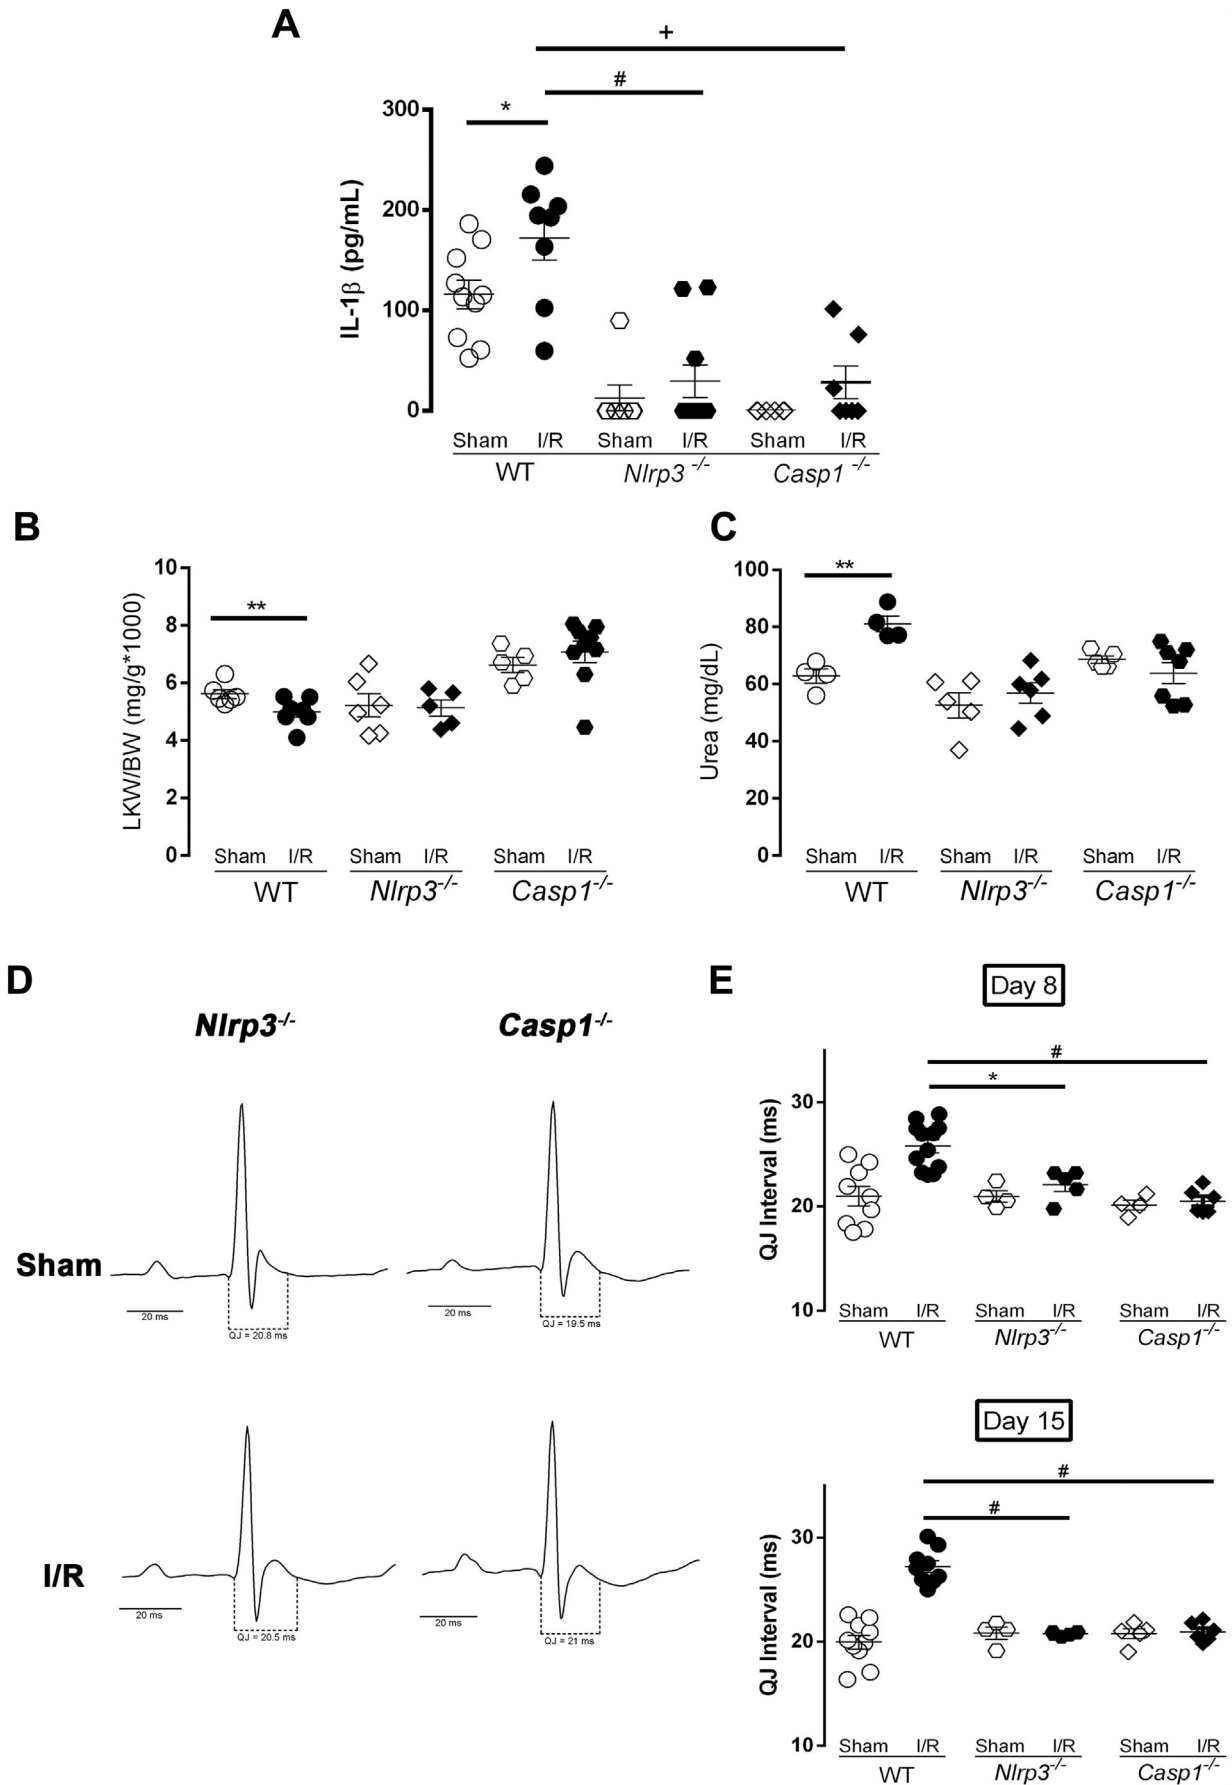 A
+
#
*
300
200
100
0
IL-1β (pg/mL)
Sham I/R Sham I/R Sham I/R
WT Nlrp3 -/- Casp1 -/-
B
10
8
6
4
2
0
LKW/BW (mg/g*1000)
**
Sham I/R Sham I/R Sham I/R
WT Nlrp3-/- Casp1-/-
C
100
80
60
40
20
0
Urea (mg/dL)
**
Sham I/R Sham I/R Sham I/R
WT Nlrp3-/- Casp1-/-
D
Nlrp3-/- Casp1-/-
Sham
20 ms
QJ = 20.8 ms
20 ms
QJ = 19.5 ms
I/R
20 ms
QJ = 20.5 ms
20 ms
QJ = 21 ms
E
Day 8
#
*
30
20
10
QJ Interval (ms)
Sham I/R Sham I/R Sham I/R
WT Nlrp3-/- Casp1-/-
Day 15
#
#
30
20
10
QJ Interval (ms)
Sham I/R Sham I/R Sham I/R
WT Nlrp3-/- Casp1-/-